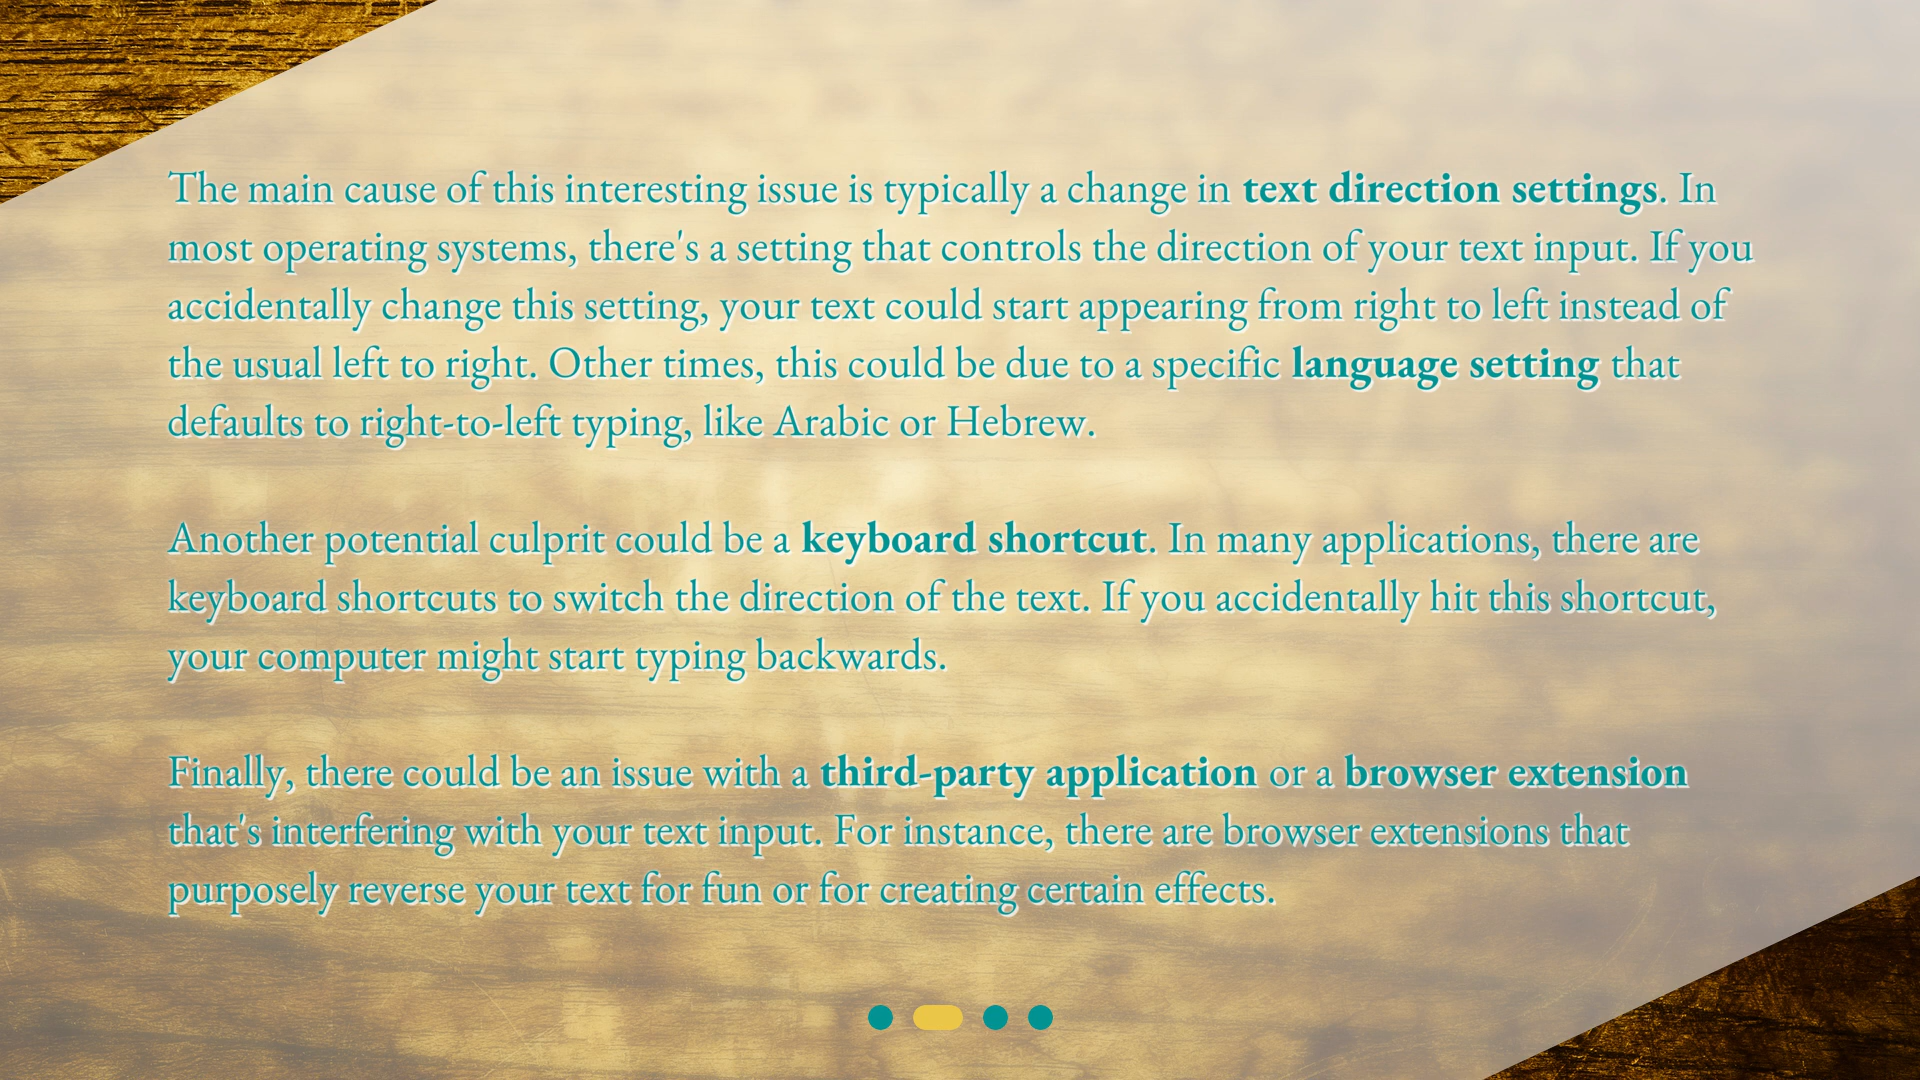 The main cause of this interesting issue is typically a change in text direction settings. In
most operating systems, there's a setting that controls the direction of your text input. If you
accidentally change this setting, your text could start appearing from right to left instead of
the usual left to right. Other times, this could be due to a specific language setting that
defaults to right-to-left typing, like Arabic or Hebrew.
Another potential culprit could be a keyboard shortcut. In many applications, there are
keyboard shortcuts to switch the direction of the text. If you accidentally hit this shortcut,
your computer might start typing backwards.
Finally, there could be an issue with a third-party application or a browser extension
that's interfering with your text input. For instance, there are browser extensions that
purposely reverse your text for fun or for creating certain effects.